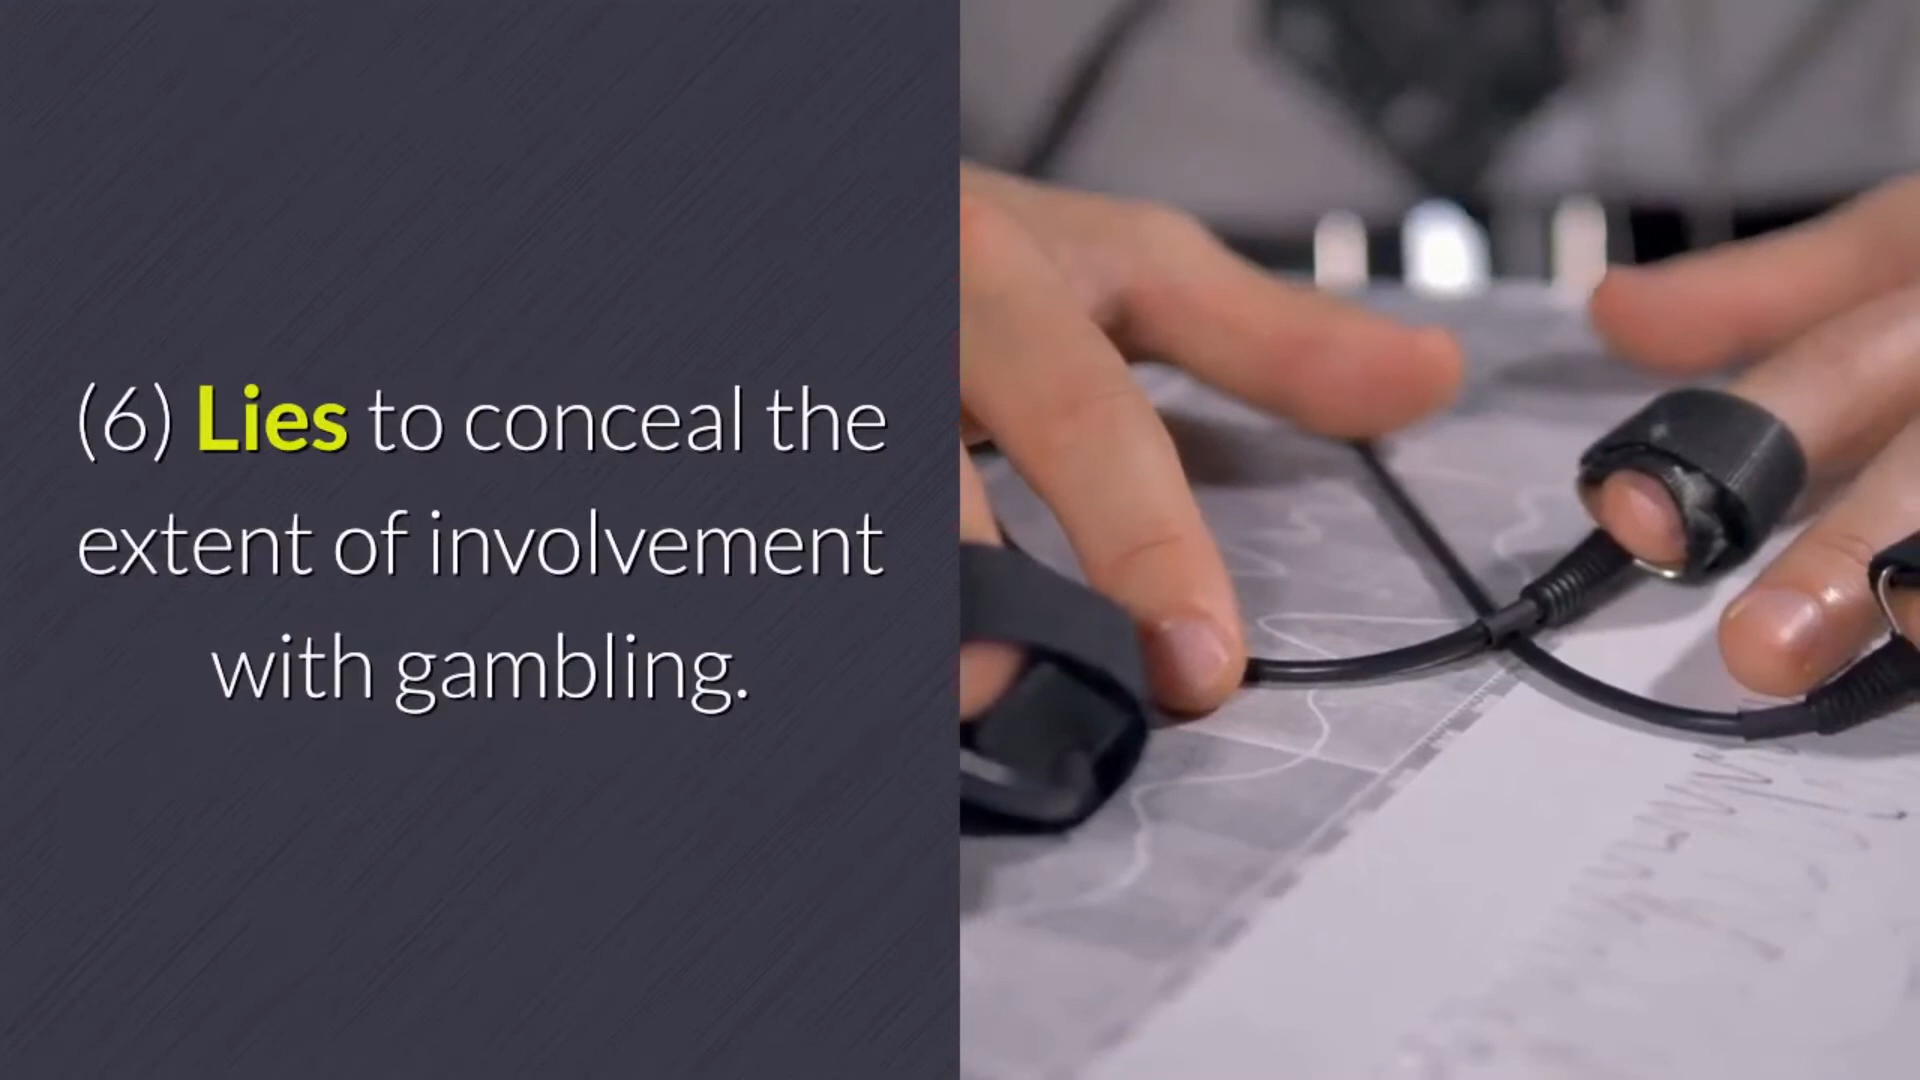 (6) Lies to conceal the
extent of involvement
with gambling.